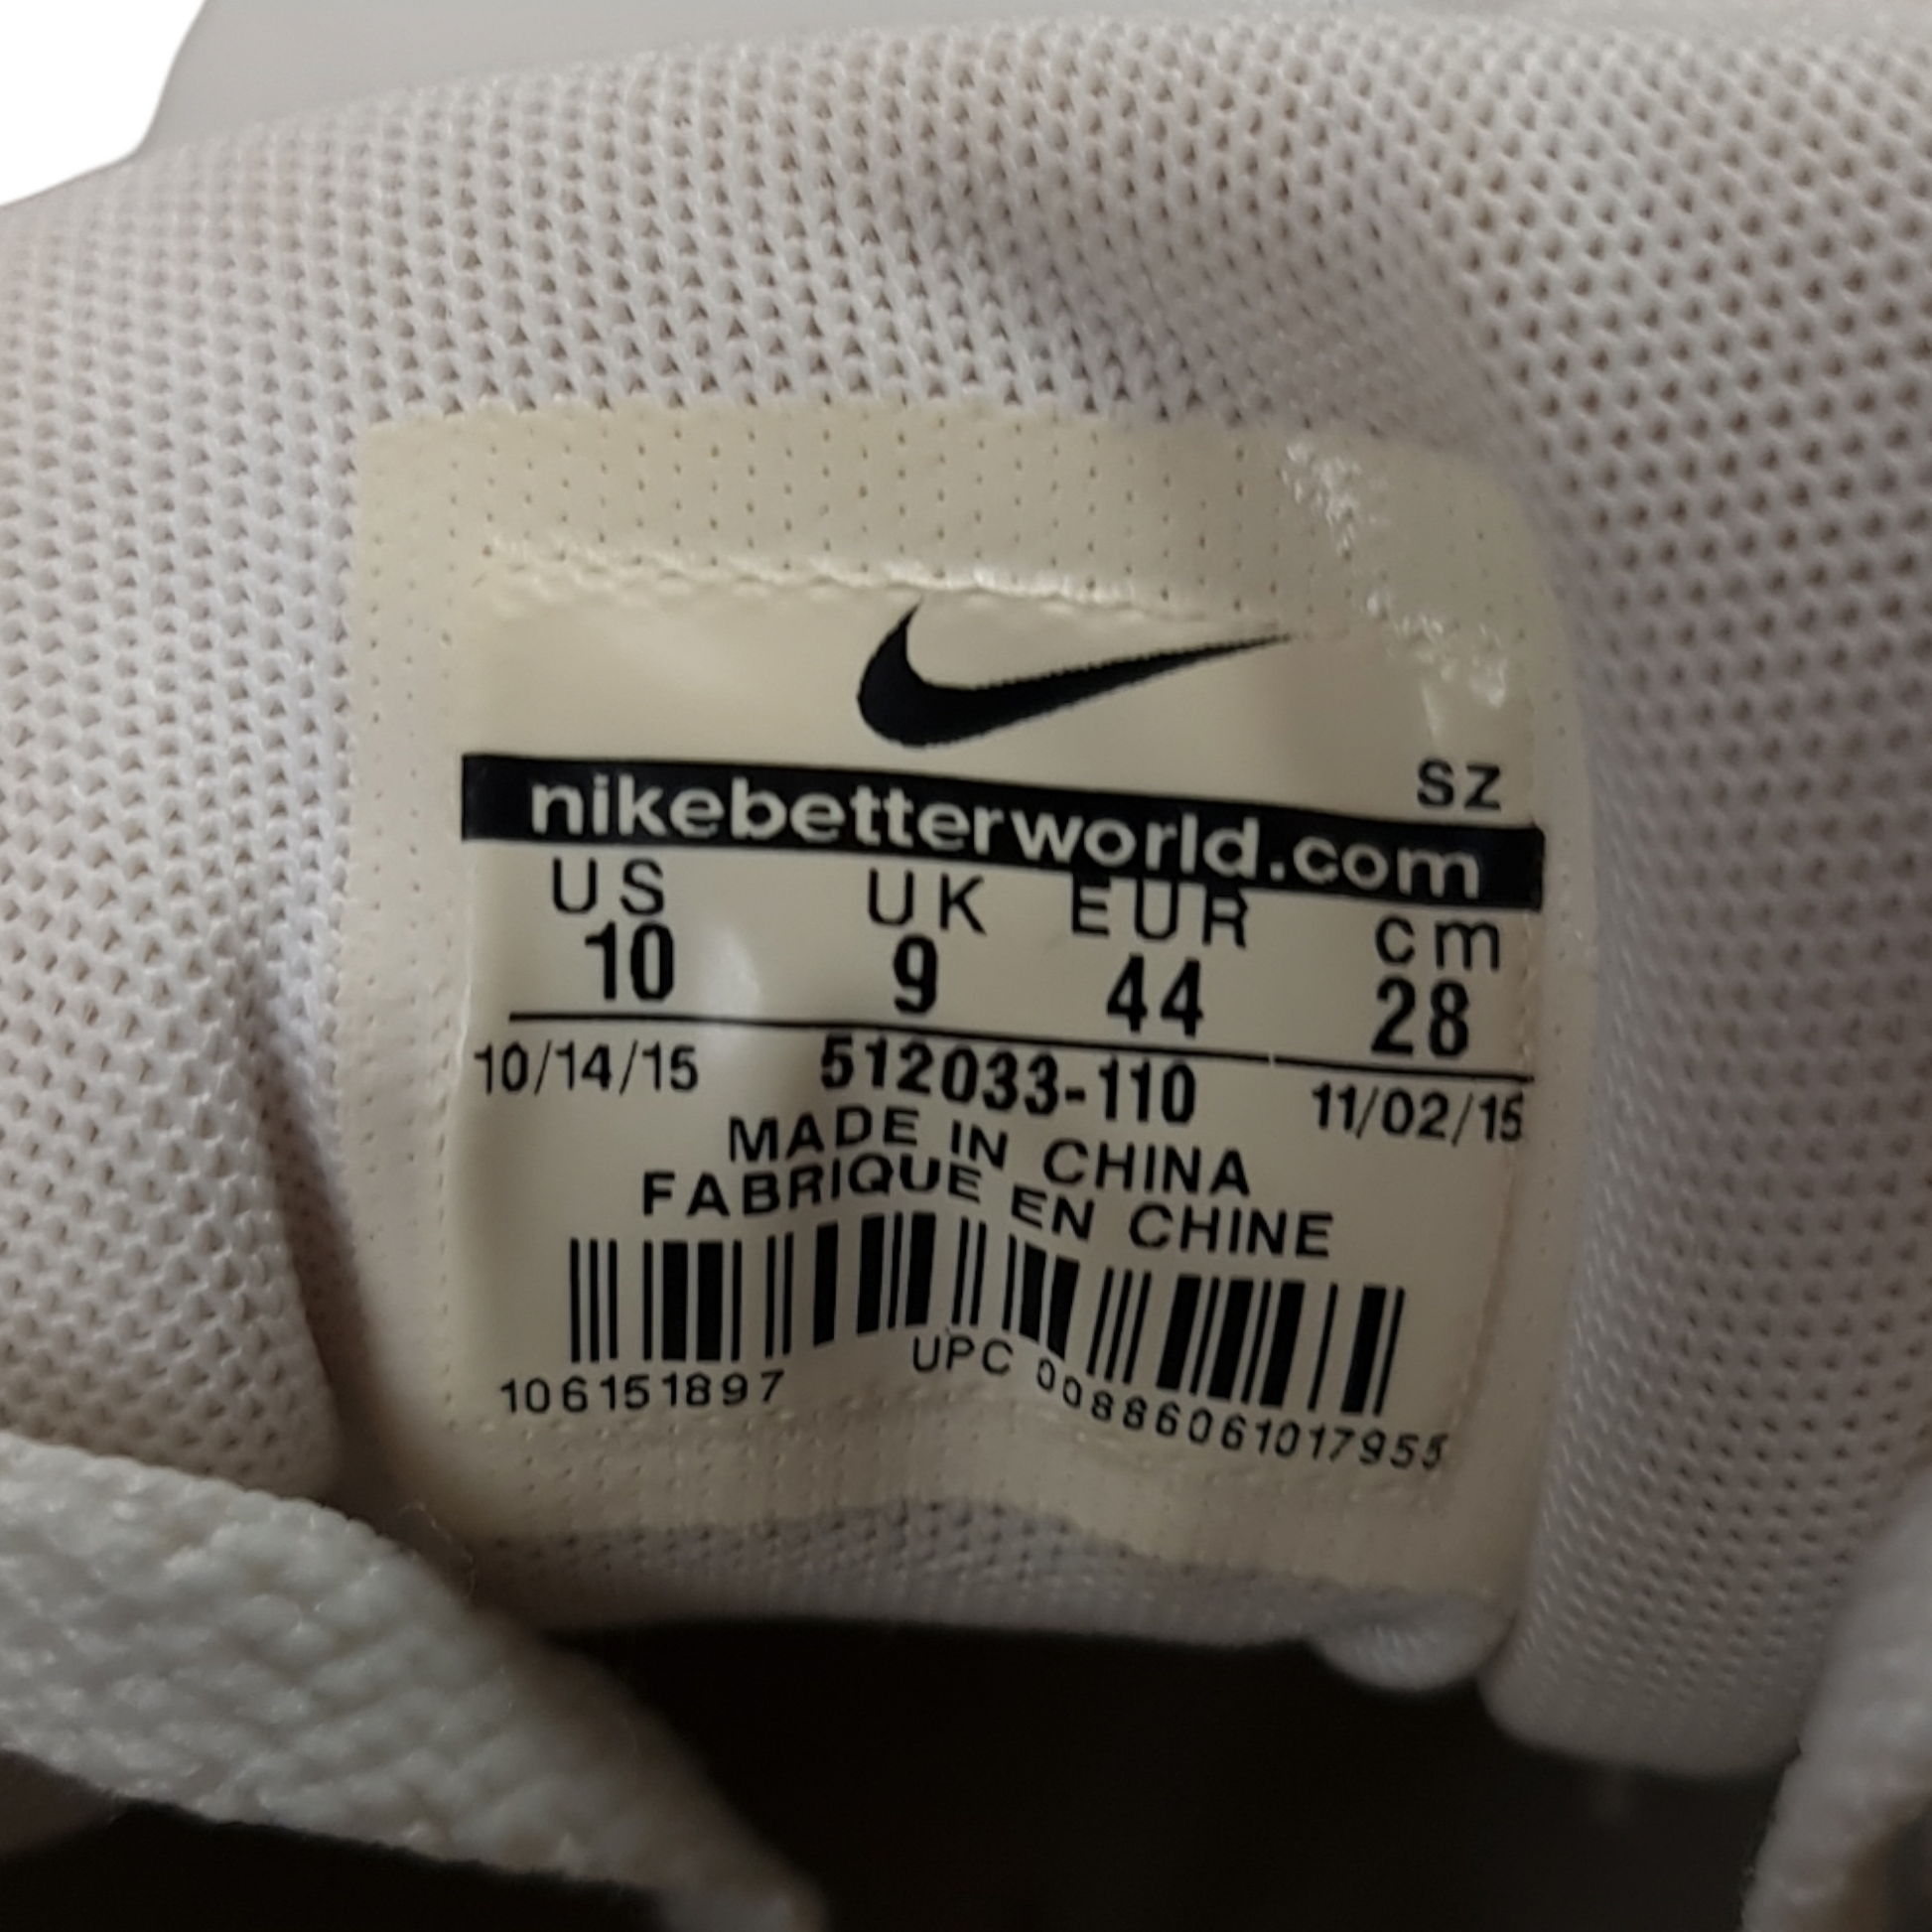 SZ
nikebetterworld.com
US UK EUR cm
10 9 44 28
10/14/15 512033-110 11/02/15
MADE IN CHINA
FABRIQUE EN CHINE
106151897 UPC 00886061017955